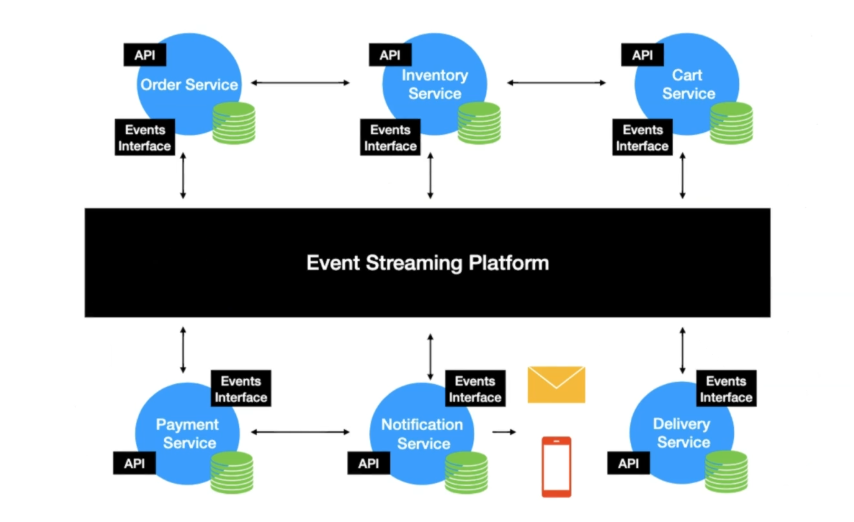 API
Order Service
Events
Interface
API
Inventory
Service
Events
Interface
API
Cart
Service
Events
Interface
Event Streaming Platform
Events
Interface
Payment
Service
API
Events
Interface
Notification
Service
API
Events
Interface
Delivery
Service
API